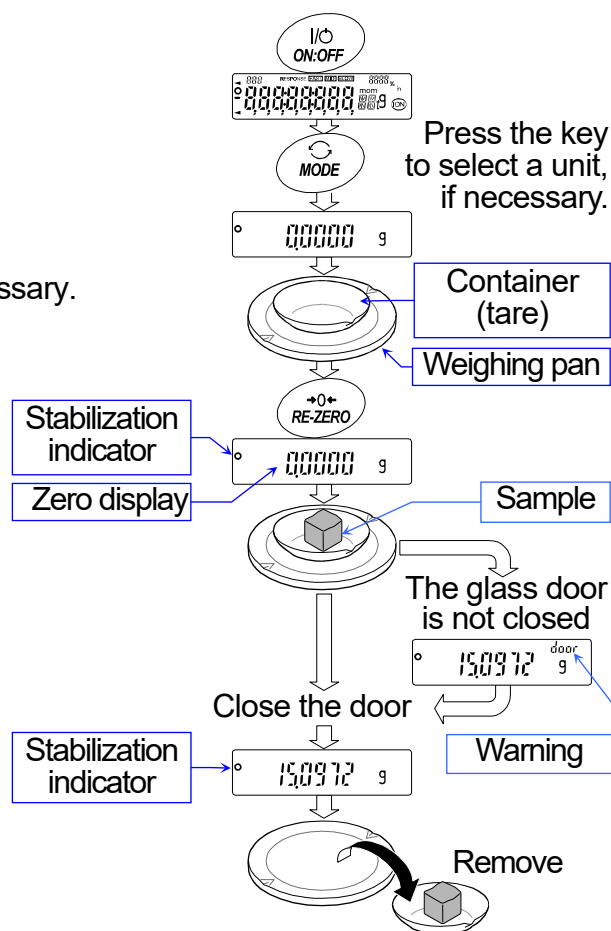 I/⏻
ON:OFF
RESPONSE
g
MODE
Press the key
to select a unit,
if necessary.
0.0000 g
ssary.
Container
(tare)
Weighing pan
→0←
RE-ZERO
Stabilization
indicator
0.0000 g
Zero display
Sample
The glass door
is not closed
door
15.0972 g
Close the door
Warning
Stabilization
indicator
15.0972 g
Remove